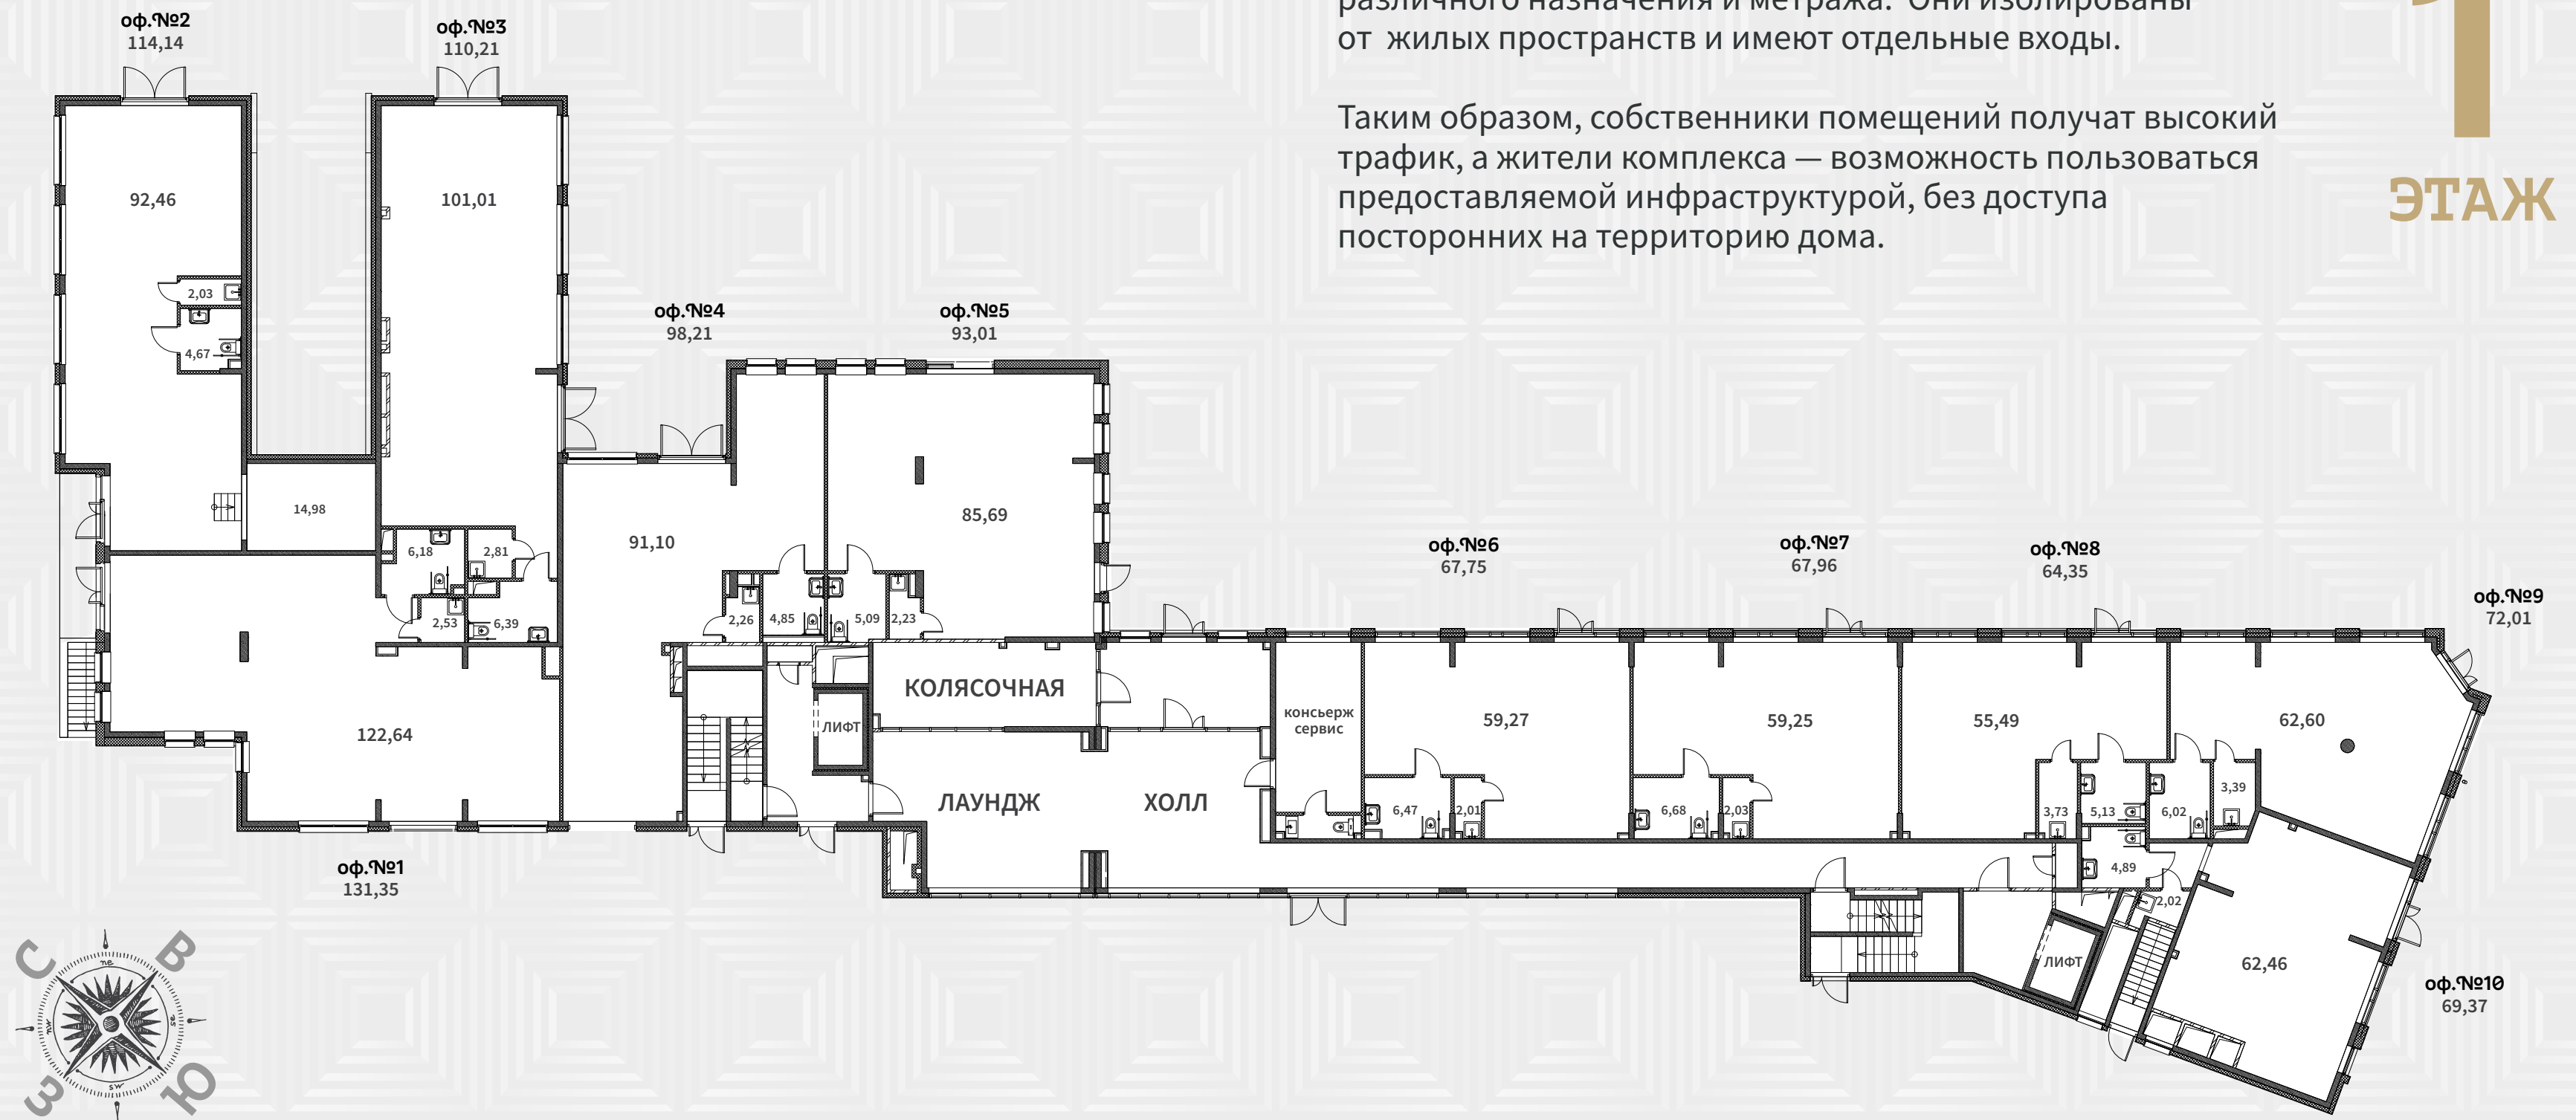 различного назначения и метража. Они изолированы
от жилых пространств и имеют отдельные входы.
Таким образом, собственники помещений получат высокий
трафик, а жители комплекса — возможность пользоваться
предоставляемой инфраструктурой, без доступа
посторонних на территорию дома.
1
ЭТАЖ
оф.№2
114,14
оф.№3
110,21
92,46
101,01
2,03
4,67
оф.№4
98,21
оф.№5
93,01
14,98
91,10
85,69
6,18
2,81
2,53
6,39
2,26
4,85
5,09
2,23
оф.№6
67,75
оф.№7
67,96
оф.№8
64,35
оф.№9
72,01
122,64
ЛИФТ
КОЛЯСОЧНАЯ
ЛАУНДЖ
ХОЛЛ
консьерж
сервис
59,27
59,25
55,49
62,60
6,47
2,01
6,68
2,03
3,73
5,13
6,02
3,39
4,89
2,02
оф.№1
131,35
ЛИФТ
62,46
оф.№10
69,37
С
В
ne
nw
se
sw
З
Ю